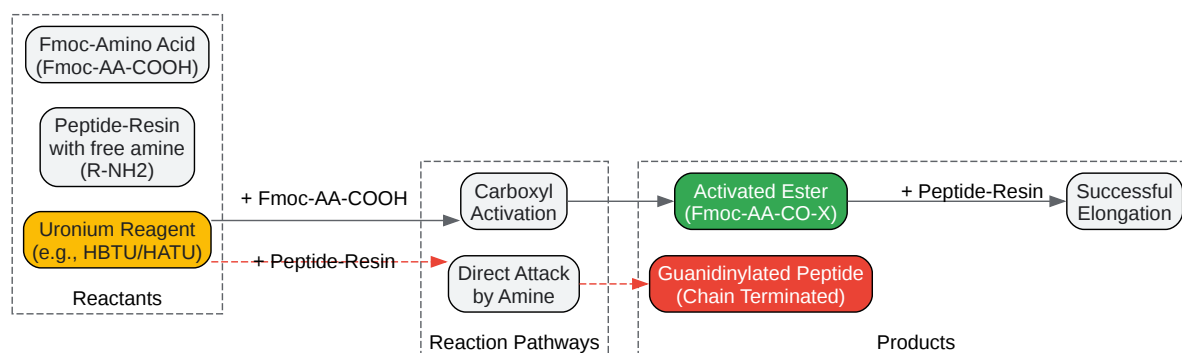 Fmoc-Amino Acid
(Fmoc-AA-COOH)
Peptide-Resin
with free amine
(R-NH2)
Uronium Reagent
(e.g., HBTU/HATU)
Reactants
+ Fmoc-AA-COOH
+ Peptide-Resin
Carboxyl
Activation
Direct Attack
by Amine
Reaction Pathways
Activated Ester
(Fmoc-AA-CO-X)
+ Peptide-Resin
Successful
Elongation
Guanidinylated Peptide
(Chain Terminated)
Products